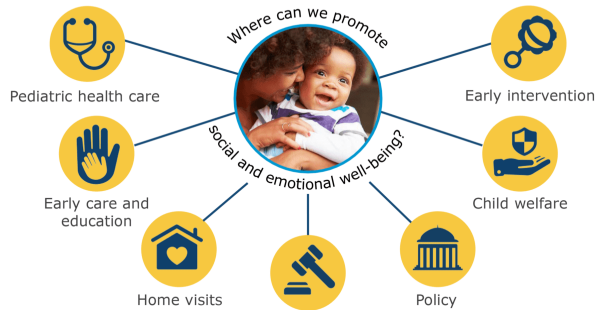 Where can we promote
social and emotional well-being?
Pediatric health care
Early intervention
Early care and
education
Child welfare
Home visits
Policy